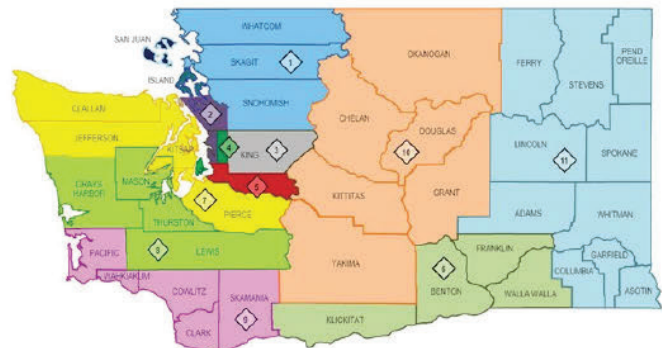 WHATCOM
SAN JUAN
SKAGIT
1
ISLAND
SNOHOMISH
OKANOGAN
FERRY
STEVENS
PEND
OREILLE
CLALLAM
JEFFERSON
KITSAP
2
4
KING
3
CHELAN
DOUGLAS
10
LINCOLN
11
SPOKANE
GRAYS
HARBOR
MASON
5
7
PIERCE
KITTITAS
GRANT
ADAMS
WHITMAN
THURSTON
LEWIS
PACIFIC
WAHKIAKUM
COWLITZ
SKAMANIA
9
CLARK
YAKIMA
KLICKITAT
BENTON
FRANKLIN
WALLA WALLA
COLUMBIA
GARFIELD
ASOTIN